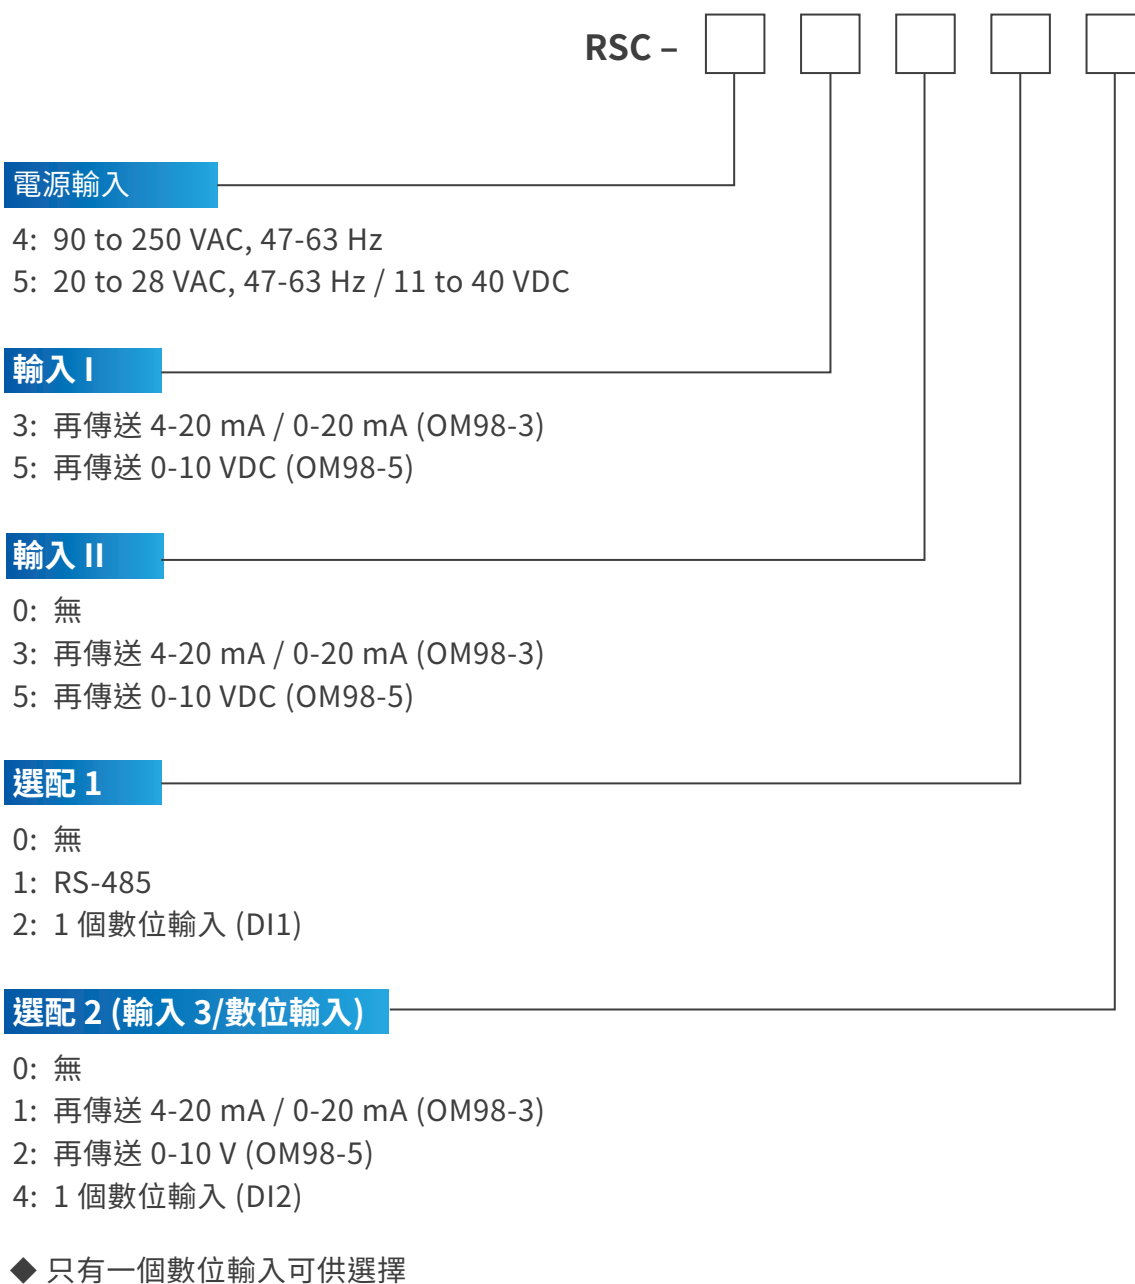 RSC –
電源輸入
4: 90 to 250 VAC, 47-63 Hz
5: 20 to 28 VAC, 47-63 Hz / 11 to 40 VDC
輸入 I
3: 再傳送 4-20 mA / 0-20 mA (OM98-3)
5: 再傳送 0-10 VDC (OM98-5)
輸入 II
0: 無
3: 再傳送 4-20 mA / 0-20 mA (OM98-3)
5: 再傳送 0-10 VDC (OM98-5)
選配 1
0: 無
1: RS-485
2: 1 個數位輸入 (DI1)
選配 2 (輸入 3/數位輸入)
0: 無
1: 再傳送 4-20 mA / 0-20 mA (OM98-3)
2: 再傳送 0-10 V (OM98-5)
4: 1 個數位輸入 (DI2)
◆ 只有一個數位輸入可供選擇